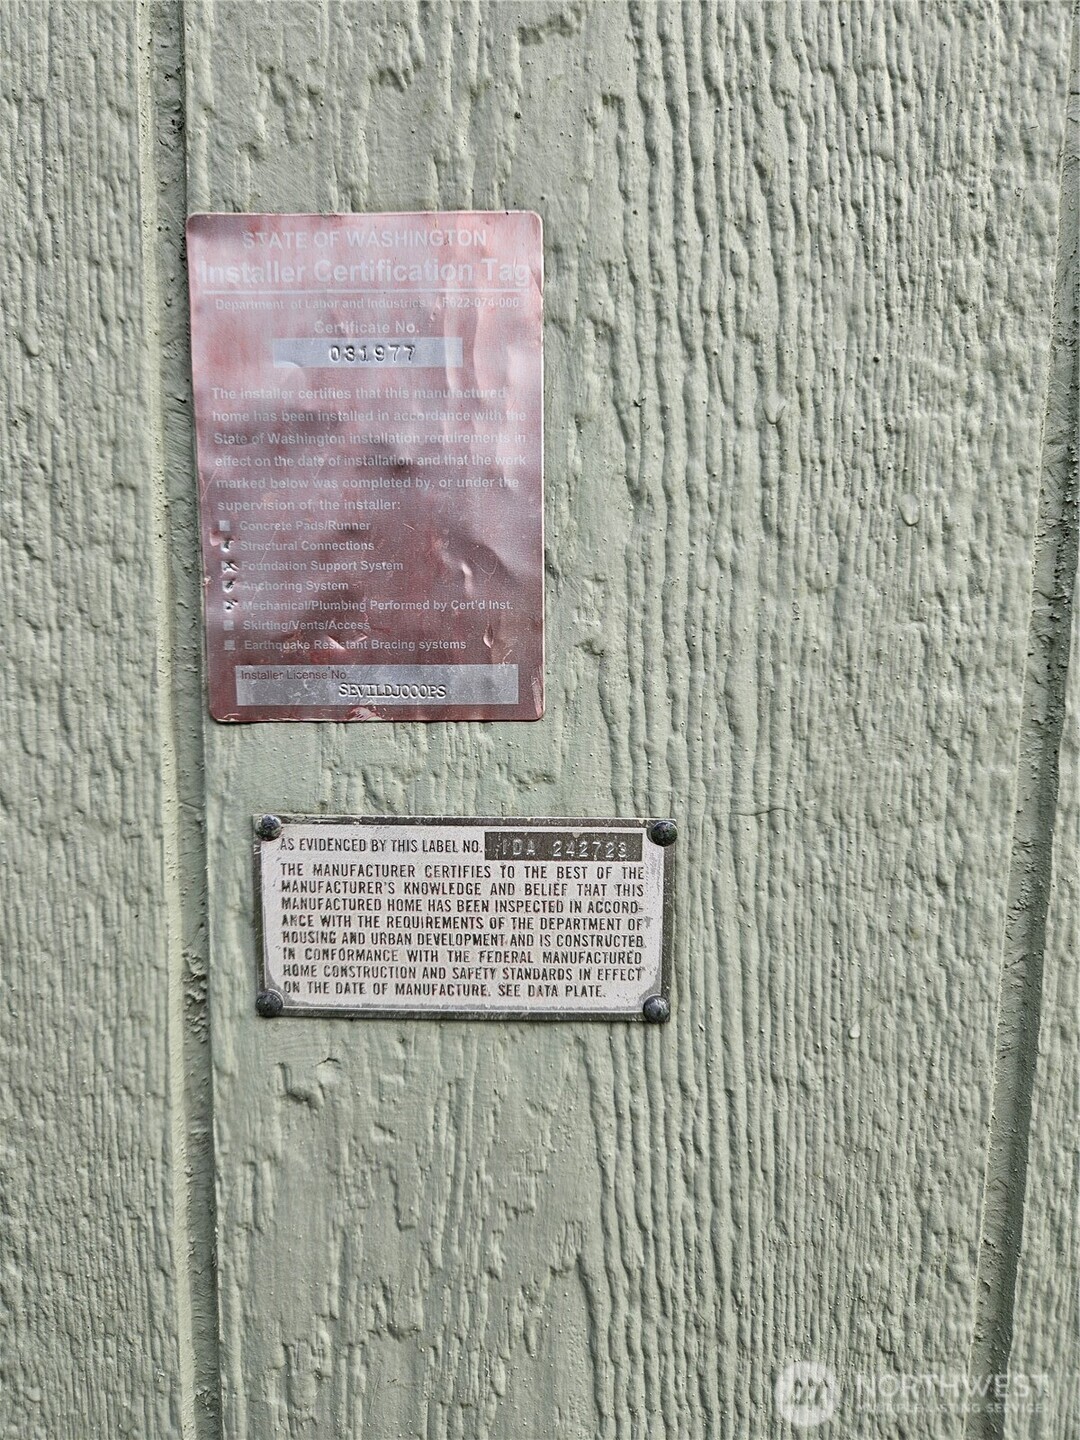 STATE OF WASHINGTON
Installer Certification Tag
Department of Labor and Industries (F622-074-000)
Certificate No.
031977
The installer certifies that this manufactured
home has been installed in accordance with the
State of Washington installation requirements in
effect on the date of installation and that the work
marked below was completed by, or under the
supervision of, the installer:
Concrete Pads/Runner
Structural Connections
Foundation Support System
Anchoring System
Mechanical/Plumbing Performed by Cert'd Inst.
Skirting/Vents/Access
Earthquake Resistant Bracing systems
Installer License No.
SEVILDJ000PS
AS EVIDENCED BY THIS LABEL NO. IDA 242723
THE MANUFACTURER CERTIFIES TO THE BEST OF THE
MANUFACTURER'S KNOWLEDGE AND BELIEF THAT THIS
MANUFACTURED HOME HAS BEEN INSPECTED IN ACCORD-
ANCE WITH THE REQUIREMENTS OF THE DEPARTMENT OF
HOUSING AND URBAN DEVELOPMENT AND IS CONSTRUCTED
IN CONFORMANCE WITH THE FEDERAL MANUFACTURED
HOME CONSTRUCTION AND SAFETY STANDARDS IN EFFECT
ON THE DATE OF MANUFACTURE. SEE DATA PLATE.
NORTHWEST
MULTIPLE LISTING SERVICE